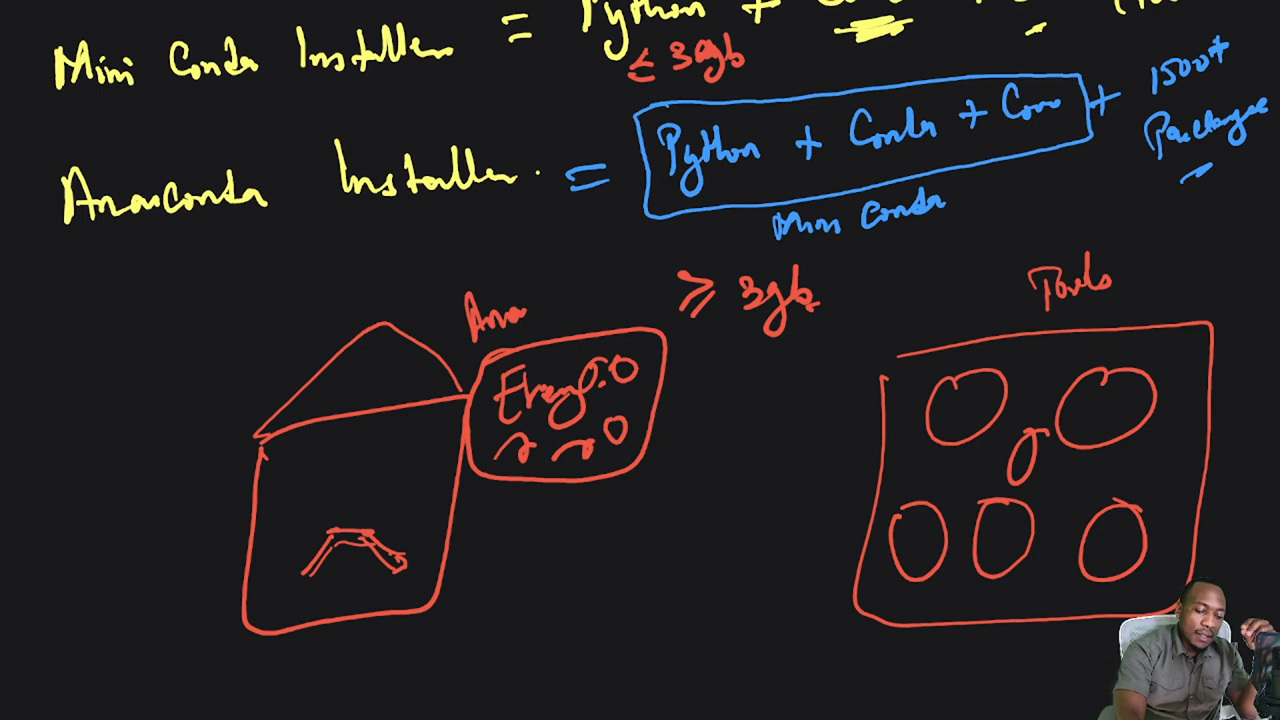 Mini Conda Installer = Python +
≤ 3gb
Anaconda Installer = Python + Conda + Core + 1500+ Packages
Mini Conda
≥ 3gb
Ana
Tools